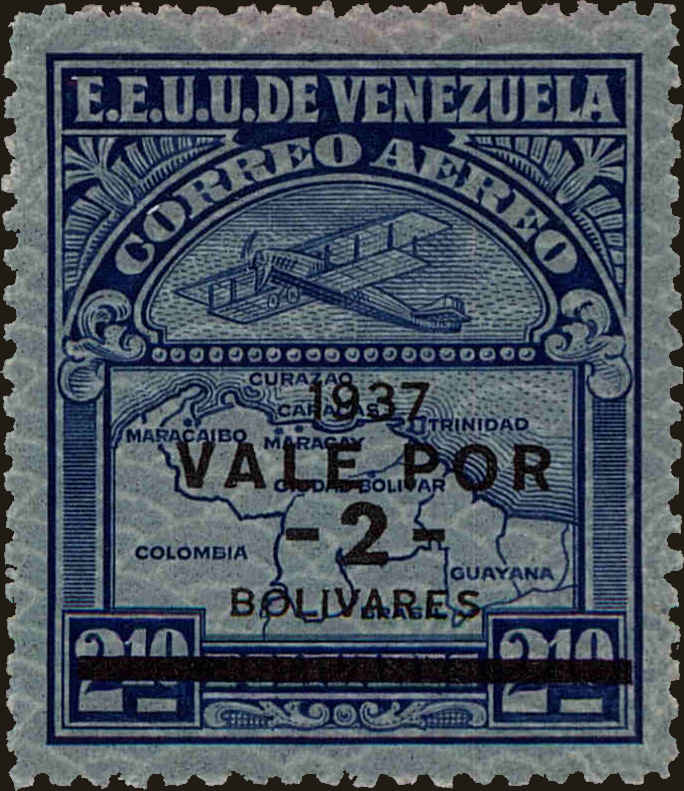 E.E.U.U.DE VENEZUELA
CORREO AEREO
CURAZAO
1937
CARACAS
TRINIDAD
MARACAIBO
MARACAY
VALE POR
CIUDAD BOLIVAR
-2-
COLOMBIA
GUAYANA
BOLIVARES
BRASIL
2.10
2.10